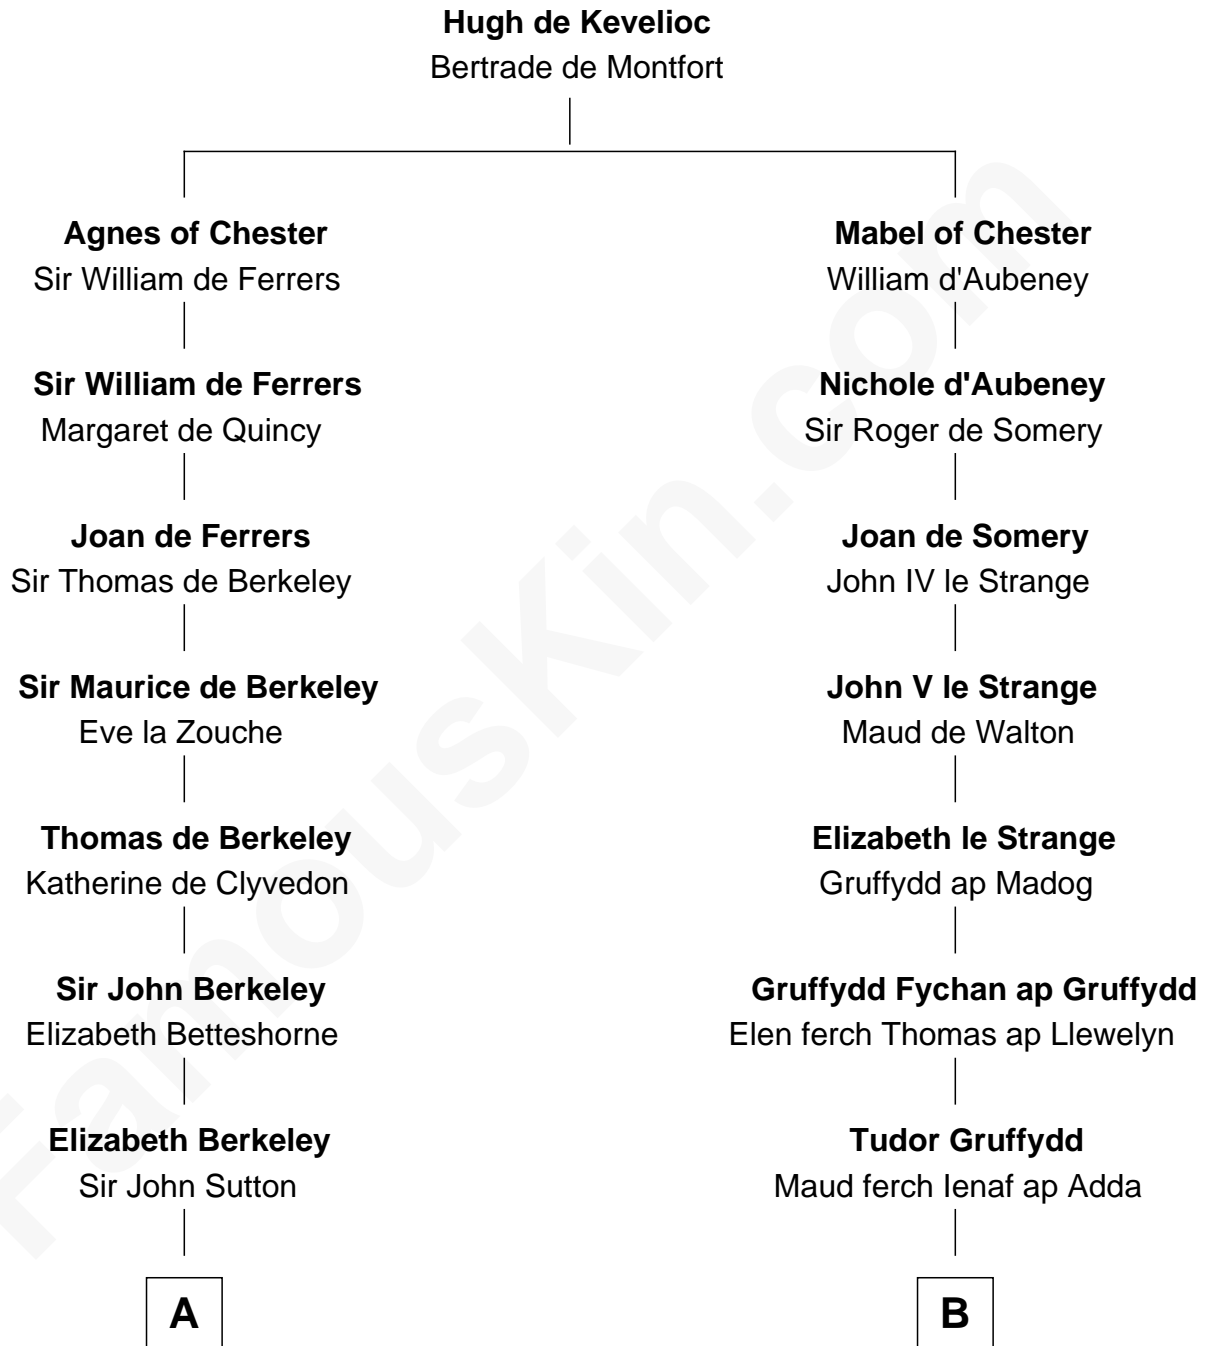 Hugh de Kevelioc
Bertrade de Montfort
Agnes of Chester
Sir William de Ferrers
Sir William de Ferrers
Margaret de Quincy
Joan de Ferrers
Sir Thomas de Berkeley
Sir Maurice de Berkeley
Eve la Zouche
Thomas de Berkeley
Katherine de Clyvedon
Sir John Berkeley
Elizabeth Betteshorne
Elizabeth Berkeley
Sir John Sutton
A
Mabel of Chester
William d'Aubeney
Nichole d'Aubeney
Sir Roger de Somery
Joan de Somery
John IV le Strange
John V le Strange
Maud de Walton
Elizabeth le Strange
Gruffydd ap Madog
Gruffydd Fychan ap Gruffydd
Elen ferch Thomas ap Llewelyn
Tudor Gruffydd
Maud ferch Ienaf ap Adda
B
FamousKin.com